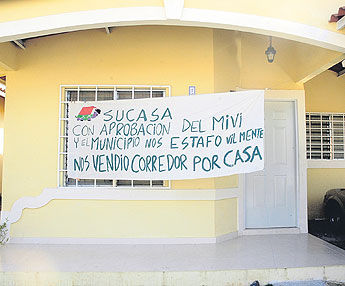 SUCASA
CON APROBACION DEL MIVI
Y EL MUNICIPIO NOS ESTAFO VILMENTE
NOS VENDIO CORREDOR POR CASA